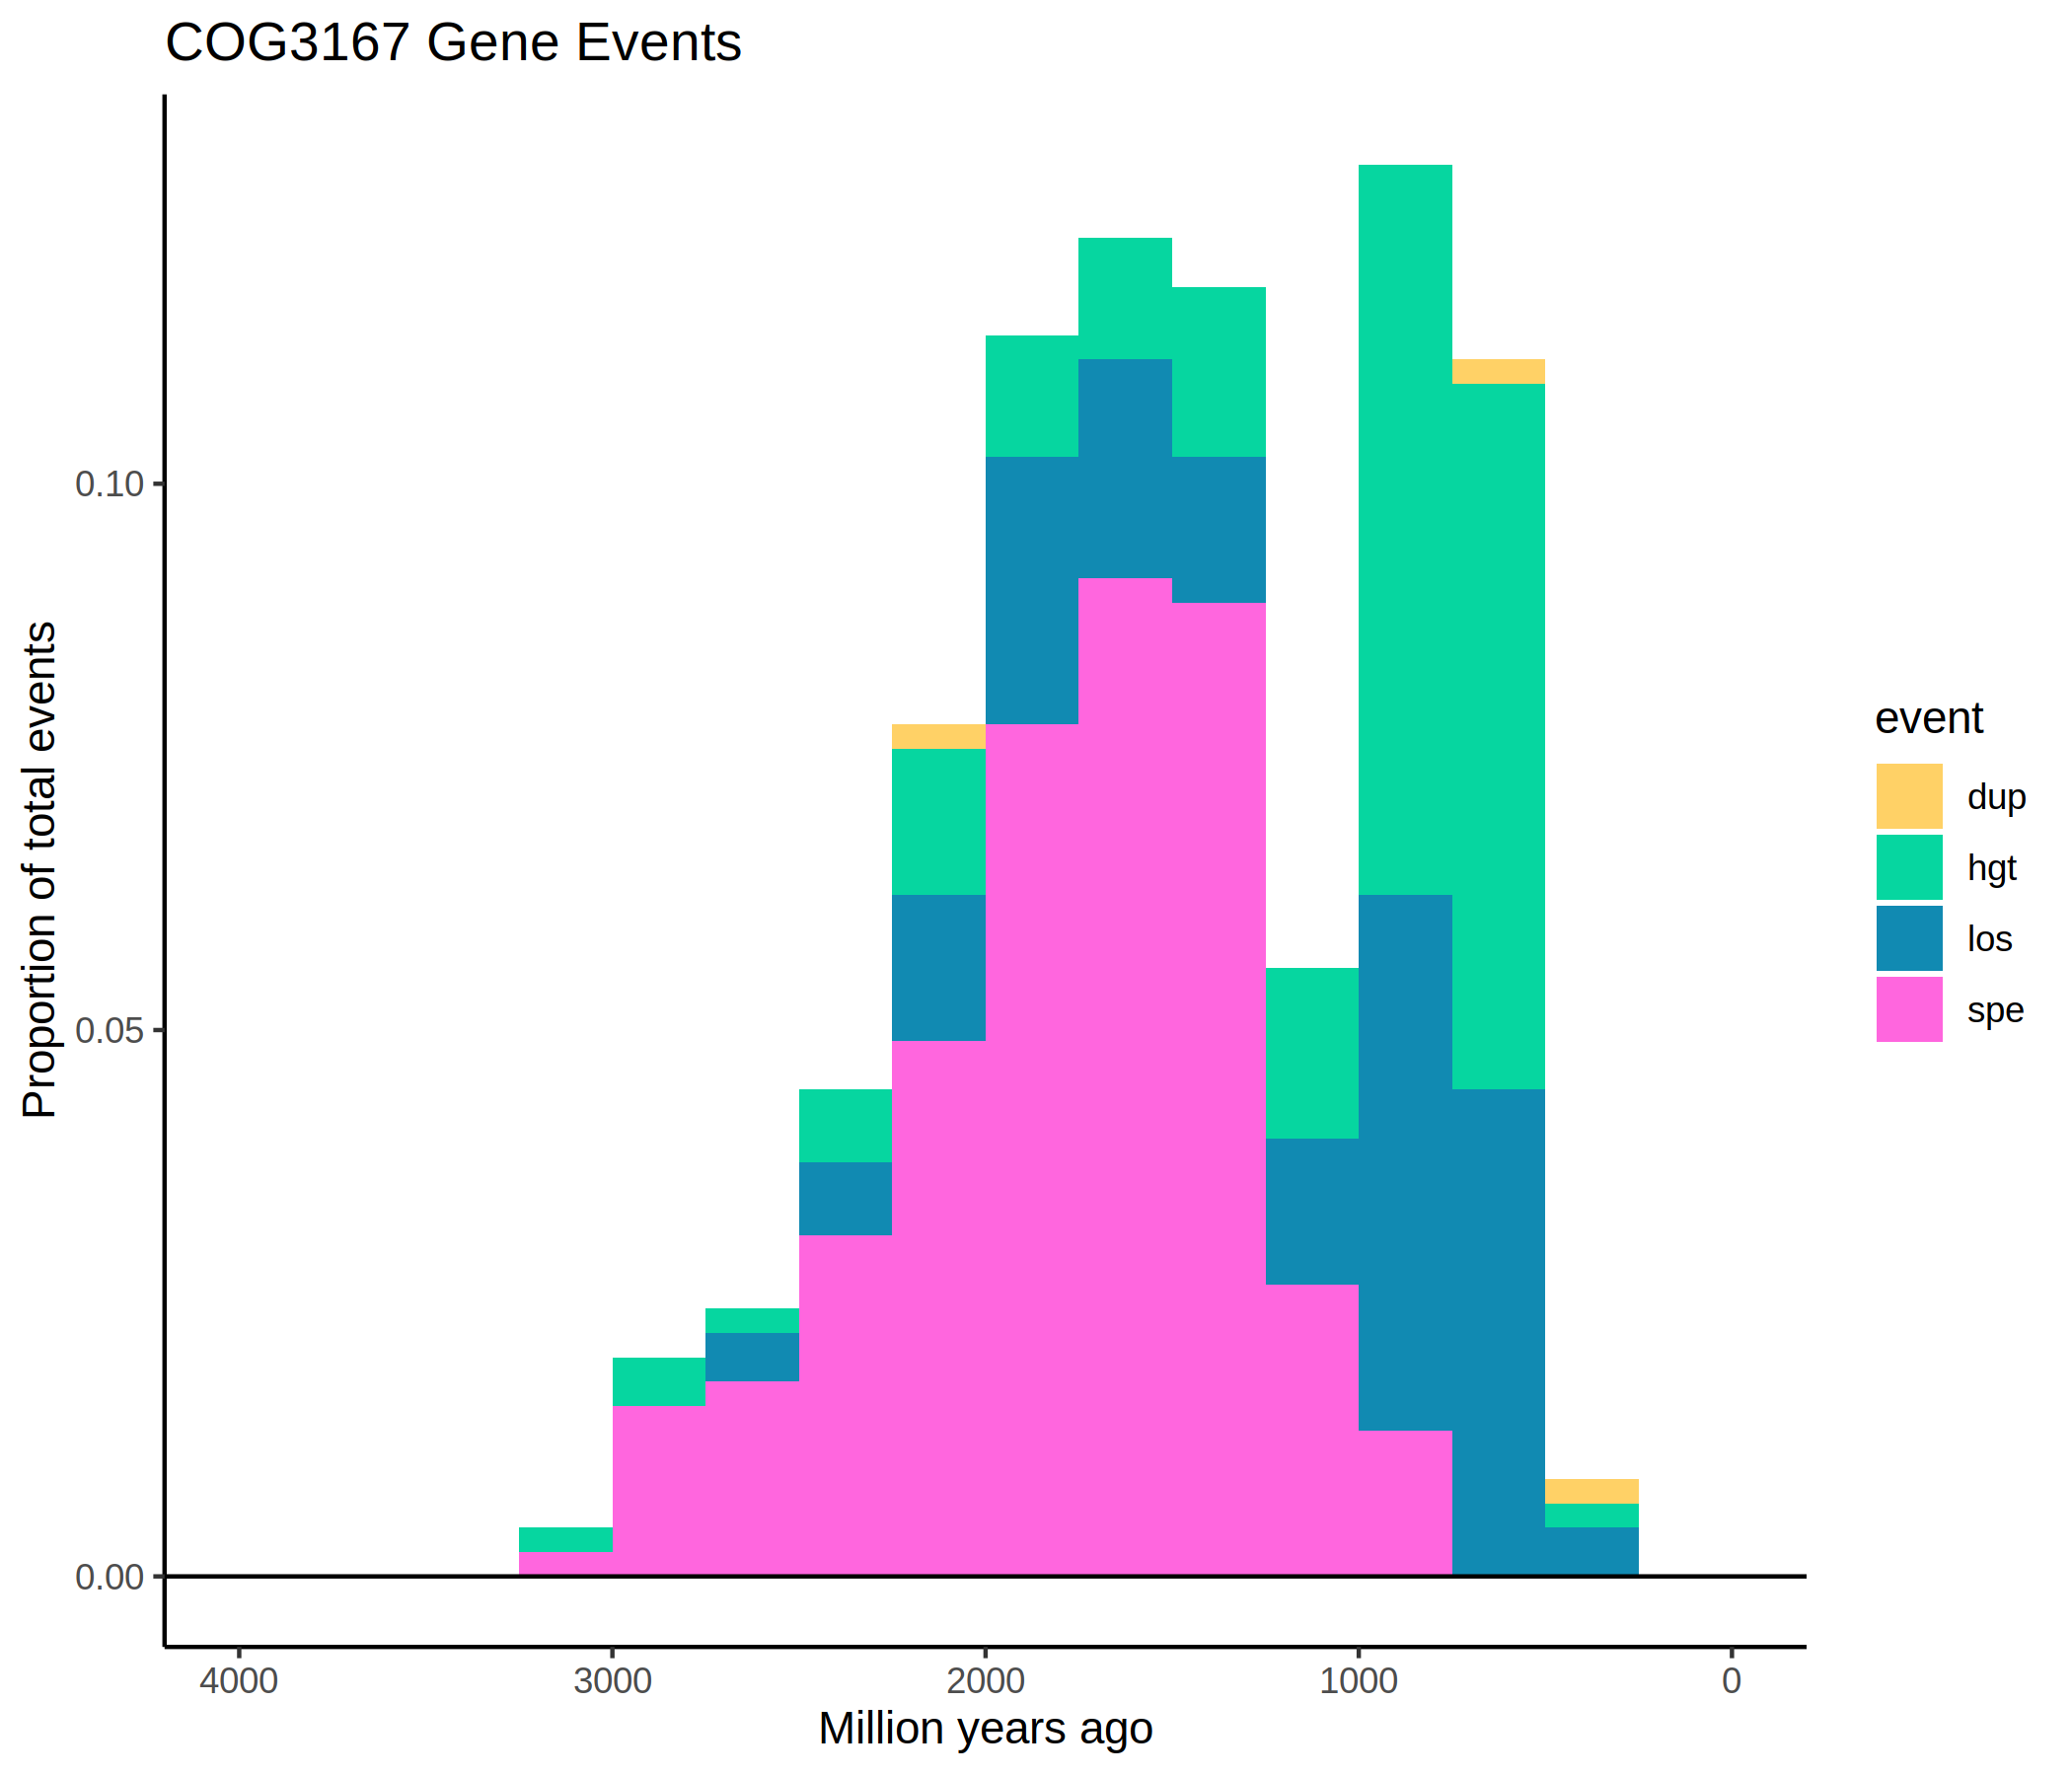 COG3167 Gene Events
Proportion of total events
0.10
0.05
0.00
4000 3000 2000 1000 0
Million years ago
event
dup
hgt
los
spe